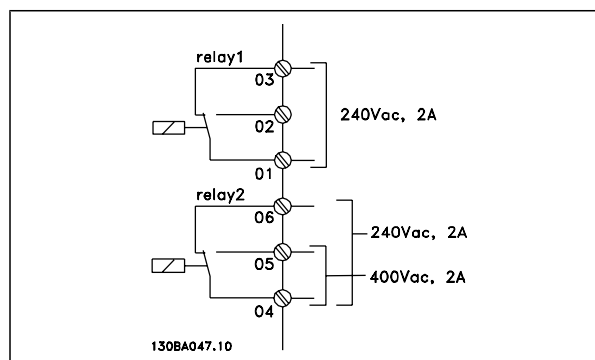 relay1
03
02
240Vac, 2A
01
relay2
06
240Vac, 2A
05
400Vac, 2A
04
130BA047.10